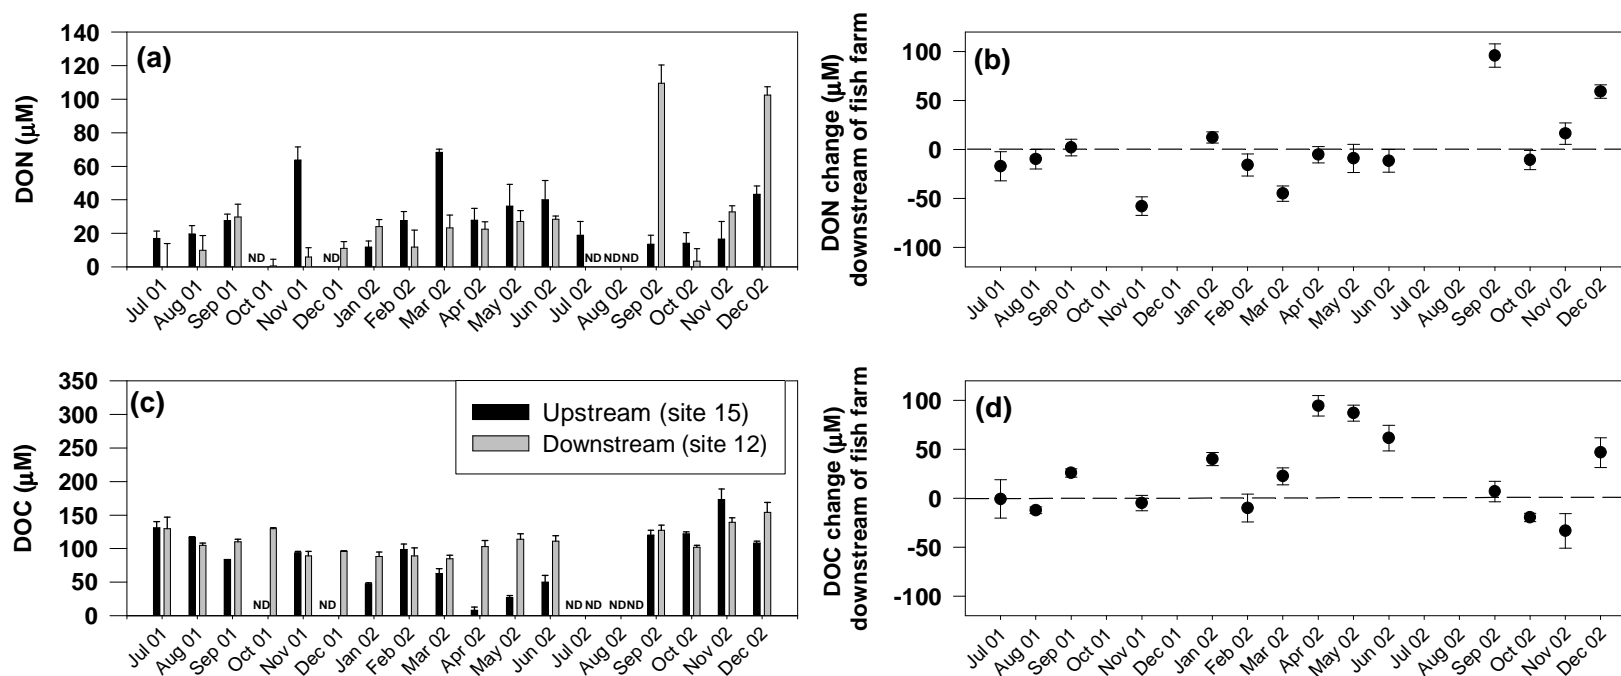 (a)
DON (µM)
140
120
100
80
60
40
20
0
ND
ND
ND
ND
ND
Jul 01
Aug 01
Sep 01
Oct 01
Nov 01
Dec 01
Jan 02
Feb 02
Mar 02
Apr 02
May 02
Jun 02
Jul 02
Aug 02
Sep 02
Oct 02
Nov 02
Dec 02
(b)
DON change (µM)
downstream of fish farm
100
50
0
-50
-100
Jul 01
Aug 01
Sep 01
Oct 01
Nov 01
Dec 01
Jan 02
Feb 02
Mar 02
Apr 02
May 02
Jun 02
Jul 02
Aug 02
Sep 02
Oct 02
Nov 02
Dec 02
(c)
DOC (µM)
350
300
250
200
150
100
50
0
Upstream (site 15)
Downstream (site 12)
ND
ND
ND
ND
ND
ND
Jul 01
Aug 01
Sep 01
Oct 01
Nov 01
Dec 01
Jan 02
Feb 02
Mar 02
Apr 02
May 02
Jun 02
Jul 02
Aug 02
Sep 02
Oct 02
Nov 02
Dec 02
(d)
DOC change (µM)
downstream of fish farm
100
50
0
-50
-100
Jul 01
Aug 01
Sep 01
Oct 01
Nov 01
Dec 01
Jan 02
Feb 02
Mar 02
Apr 02
May 02
Jun 02
Jul 02
Aug 02
Sep 02
Oct 02
Nov 02
Dec 02